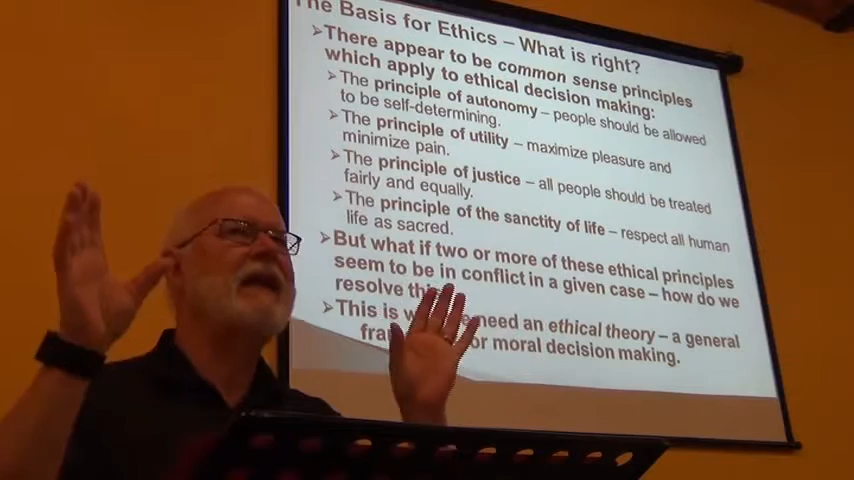 The Basis for Ethics – What is right?
➢There appear to be common sense principles
which apply to ethical decision making:
➢The principle of autonomy – people should be allowed
to be self-determining.
➢The principle of utility – maximize pleasure and
minimize pain.
➢The principle of justice – all people should be treated
fairly and equally.
➢The principle of the sanctity of life – respect all human
life as sacred.
➢But what if two or more of these ethical principles
seem to be in conflict in a given case – how do we
resolve
➢This is need an ethical theory – a general
for moral decision making.